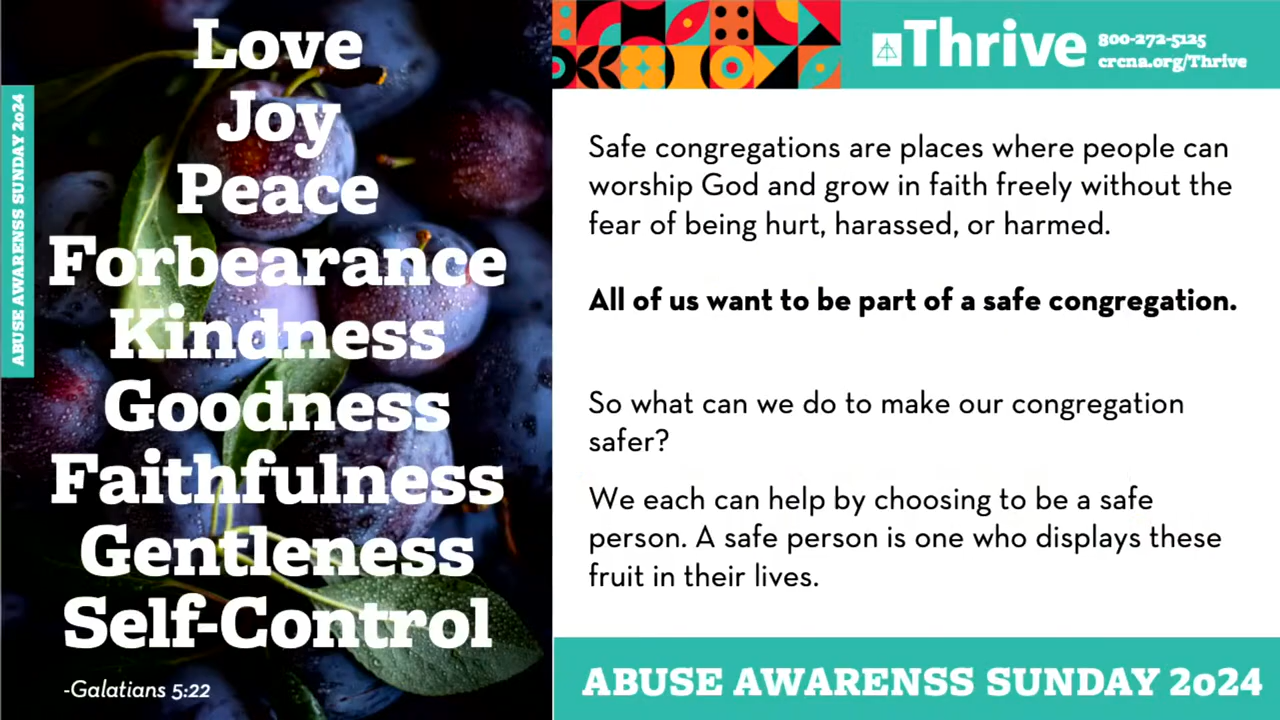 ABUSE AWARENSS SUNDAY 2024
Love
Joy
Peace
Forbearance
Kindness
Goodness
Faithfulness
Gentleness
Self-Control
-Galatians 5:22
Thrive
800-272-5125
crcna.org/Thrive
Safe congregations are places where people can
worship God and grow in faith freely without the
fear of being hurt, harassed, or harmed.
All of us want to be part of a safe congregation.
So what can we do to make our congregation
safer?
We each can help by choosing to be a safe
person. A safe person is one who displays these
fruit in their lives.
ABUSE AWARENSS SUNDAY 2024